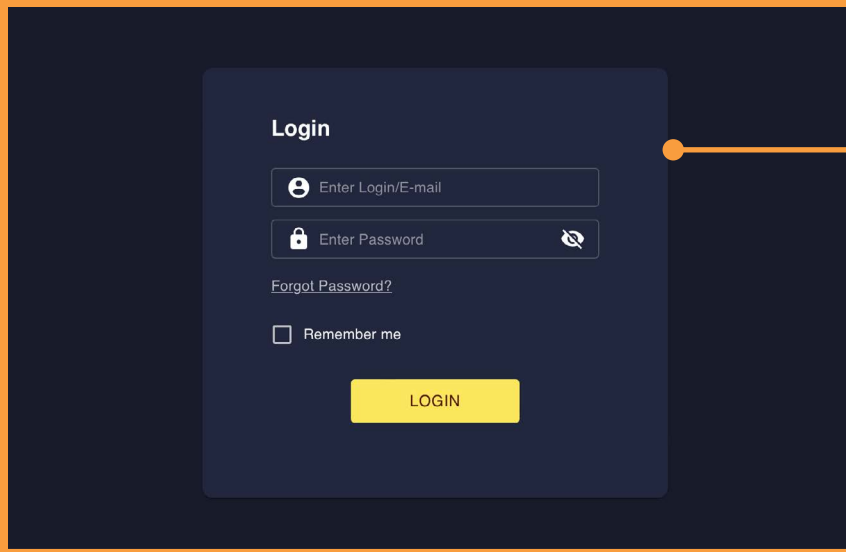 Login
Enter Login/E-mail
Enter Password
Forgot Password?
Remember me
LOGIN